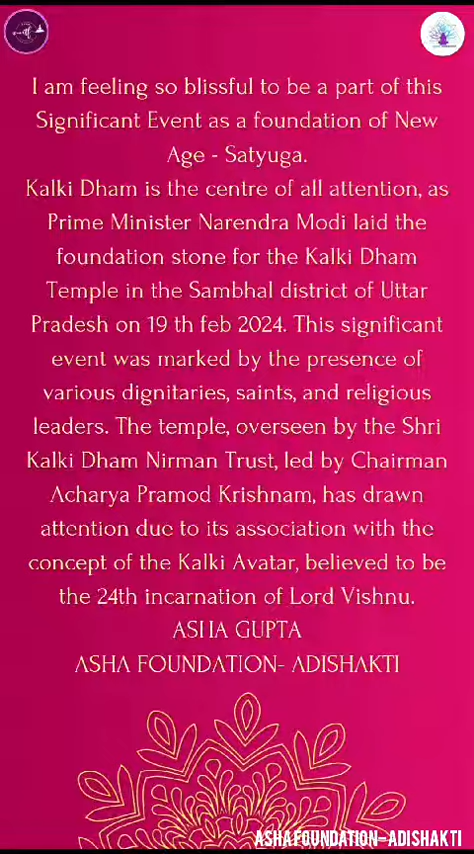 I am feeling so blissful to be a part of this
Significant Event as a foundation of New
Age - Satyuga.
Kalki Dham is the centre of all attention, as
Prime Minister Narendra Modi laid the
foundation stone for the Kalki Dham
Temple in the Sambhal district of Uttar
Pradesh on 19 th feb 2024. This significant
event was marked by the presence of
various dignitaries, saints, and religious
leaders. The temple, overseen by the Shri
Kalki Dham Nirman Trust, led by Chairman
Acharya Pramod Krishnam, has drawn
attention due to its association with the
concept of the Kalki Avatar, believed to be
the 24th incarnation of Lord Vishnu.
ASHA GUPTA
ASHA FOUNDATION- ADISHAKTI
ASHAFOUNDATION-ADISHAKTI